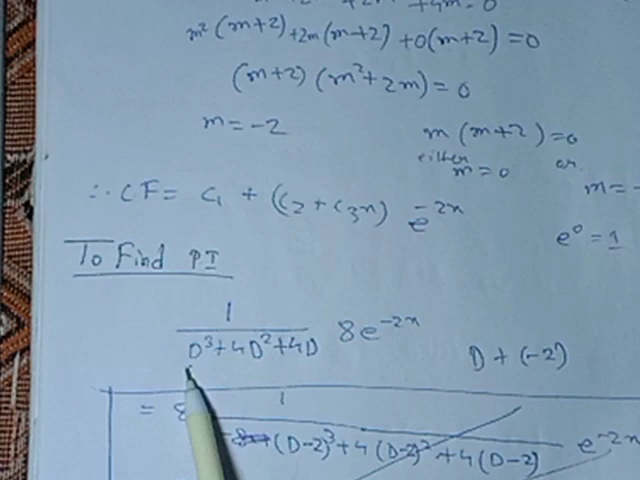 m² (m+2) +2m (m+2) +0(m+2) =0
(m+2) (m²+2m) = 0
m = -2
m (m+2) =0
either m=0 or m=-
∴ CF= C₁ + (C₂ + C₃x) e⁻²ˣ
e⁰ = 1
To Find PI
1/(D³+4D²+4D) 8e⁻²ˣ
D + (-2)
= 8 1/((D-2)³+4(D-2)²+4(D-2)) e⁻²ˣ